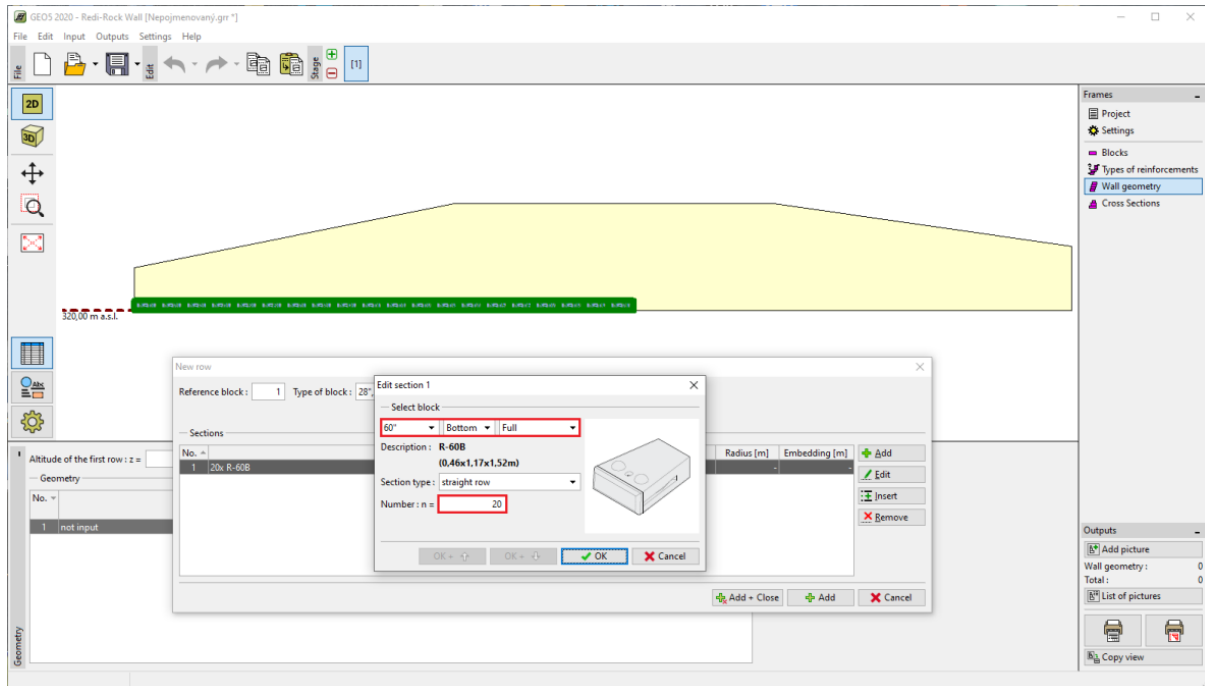 GEO5 2020 - Redi-Rock Wall [Nepojmenovaný.grr *]
File Edit Input Outputs Settings Help
File
Edit
Stage
[1]
2D
3D
320,00 m a.s.l.
Frames
Project
Settings
Blocks
Types of reinforcements
Wall geometry
Cross Sections
New row
Reference block : 1 Type of block : 28",
Sections
No.
1 20x R-60B
Radius [m] Embedding [m]
- -
Add
Edit
Insert
Remove
Add + Close Add Cancel
Edit section 1
Select block
60" Bottom Full
Description : R-60B
(0,46x1,17x1,52m)
Section type : straight row
Number : n = 20
OK + OK + OK Cancel
Altitude of the first row : z =
Geometry
No.
1 not input
Geometry
Outputs
Add picture
Wall geometry : 0
Total : 0
List of pictures
Copy view